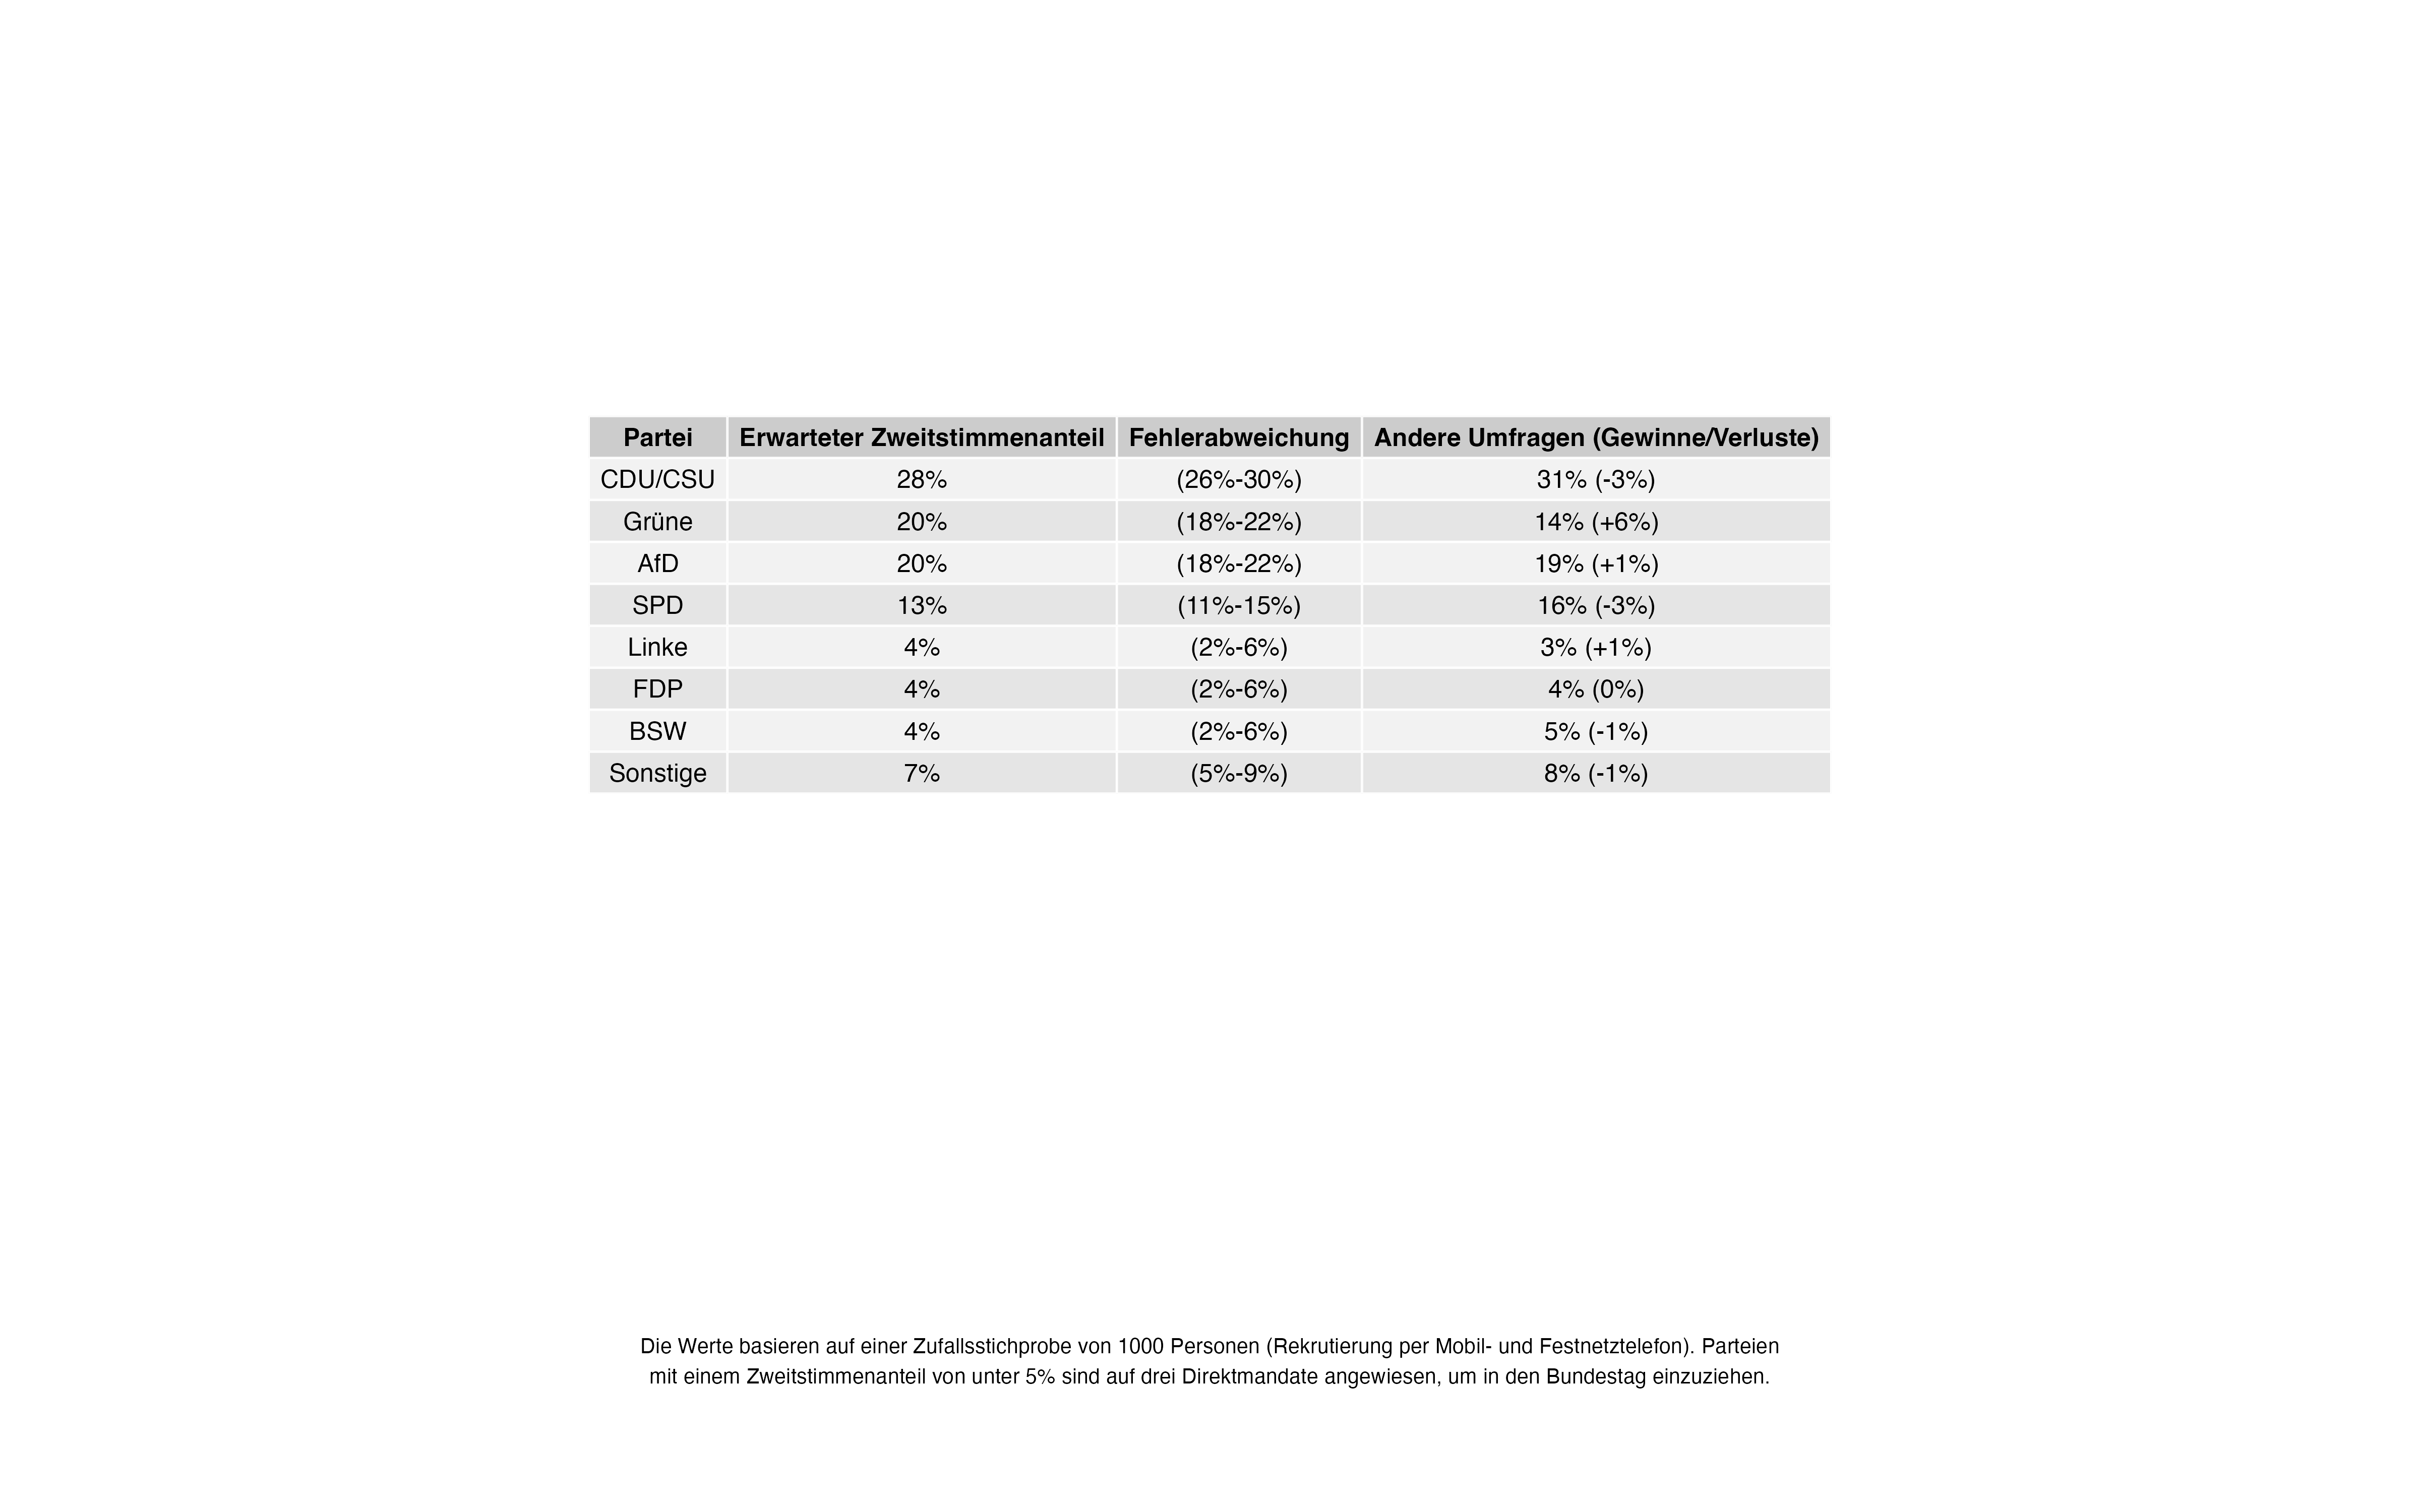 Partei Erwarteter Zweitstimmenanteil Fehlerabweichung Andere Umfragen (Gewinne/Verluste)
CDU/CSU 28% (26%-30%) 31% (-3%)
Grüne 20% (18%-22%) 14% (+6%)
AfD 20% (18%-22%) 19% (+1%)
SPD 13% (11%-15%) 16% (-3%)
Linke 4% (2%-6%) 3% (+1%)
FDP 4% (2%-6%) 4% (0%)
BSW 4% (2%-6%) 5% (-1%)
Sonstige 7% (5%-9%) 8% (-1%)
Die Werte basieren auf einer Zufallsstichprobe von 1000 Personen (Rekrutierung per Mobil- und Festnetztelefon). Parteien
mit einem Zweitstimmenanteil von unter 5% sind auf drei Direktmandate angewiesen, um in den Bundestag einzuziehen.